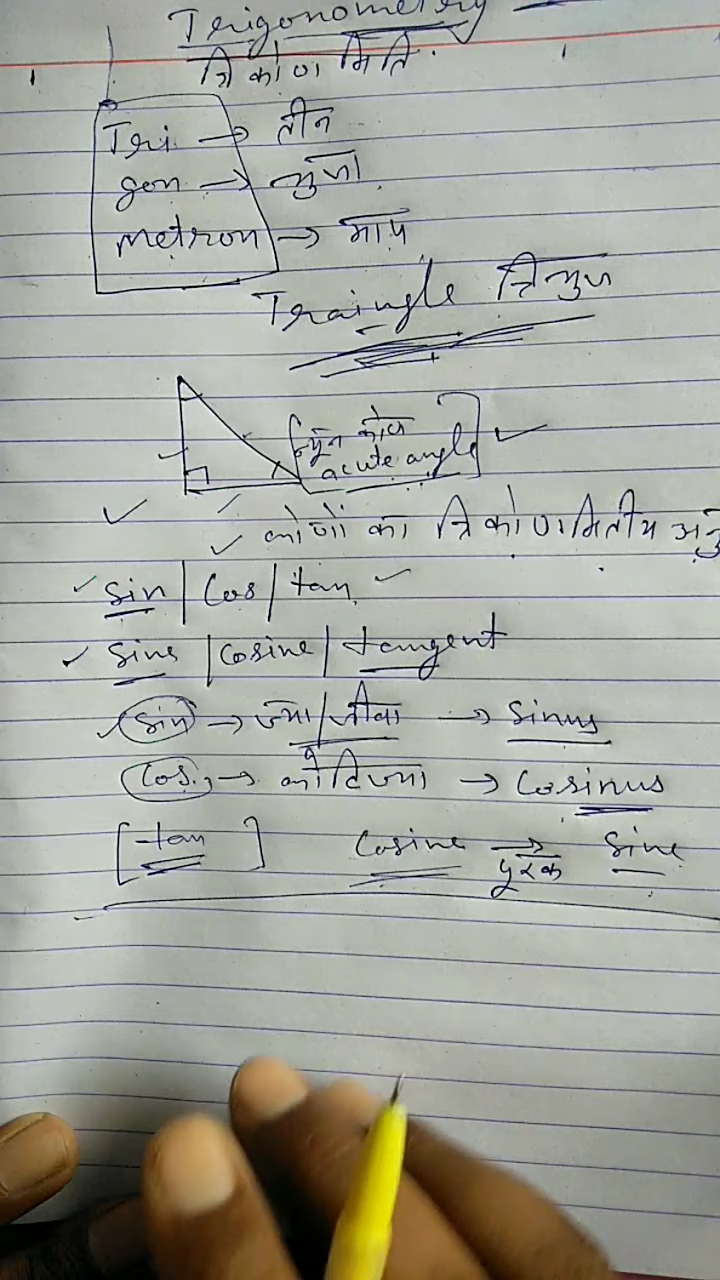 Trigonometry
त्रिकोणमिति
Tri → तीन
gon → भुजा
metron → माप
Traingle त्रिभुज
न्यून कोण
acute angle
कोणों का त्रिकोणमितीय
sin | Cos | tan
Sine | Cosine | tangent
Sin → ज्या/जीवा → Sinus
Cos. → कोटिज्या → Cosinus
[tan] Cosine → Sine
पूरक